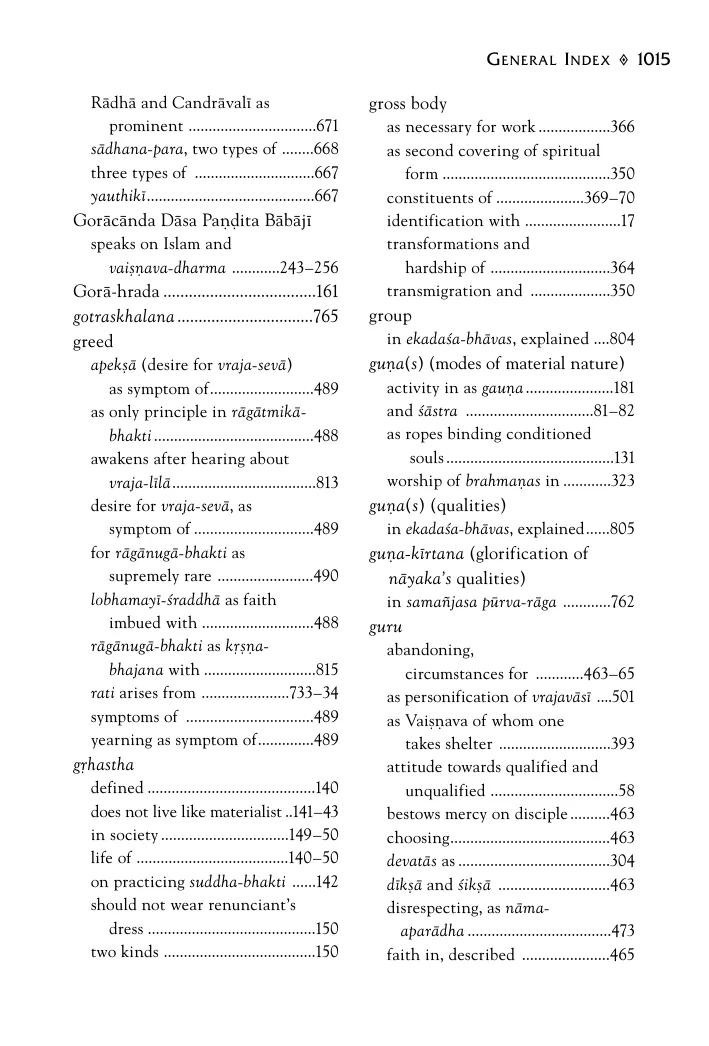 GENERAL INDEX ◈ 1015
Rādhā and Candrāvalī as
prominent ................................671
sādhana-para, two types of ........668
three types of ..............................667
yauthikī..........................................667
Gorācānda Dāsa Paṇḍita Bābājī
speaks on Islam and
vaiṣṇava-dharma ............243–256
Gorā-hrada ....................................161
gotraskhalana................................765
greed
apekṣā (desire for vraja-sevā)
as symptom of..........................489
as only principle in rāgātmikā-
bhakti........................................488
awakens after hearing about
vraja-līlā....................................813
desire for vraja-sevā, as
symptom of ..............................489
for rāgānugā-bhakti as
supremely rare ........................490
lobhamayī-śraddhā as faith
imbued with ............................488
rāgānugā-bhakti as kṛṣṇa-
bhajana with ............................815
rati arises from ......................733–34
symptoms of ................................489
yearning as symptom of..............489
gṛhastha
defined ..........................................140
does not live like materialist ..141–43
in society ................................149–50
life of ......................................140–50
on practicing suddha-bhakti ......142
should not wear renunciant's
dress ..........................................150
two kinds ......................................150
gross body
as necessary for work ..................366
as second covering of spiritual
form ..........................................350
constituents of ......................369–70
identification with ........................17
transformations and
hardship of ..............................364
transmigration and ....................350
group
in ekadaśa-bhāvas, explained ....804
guṇa(s) (modes of material nature)
activity in as gauṇa......................181
and śāstra ................................81–82
as ropes binding conditioned
souls..........................................131
worship of brahmaṇas in ............323
guṇa(s) (qualities)
in ekadaśa-bhāvas, explained......805
guṇa-kīrtana (glorification of
nāyaka's qualities)
in samañjasa pūrva-rāga ............762
guru
abandoning,
circumstances for ............463–65
as personification of vrajavāsī ....501
as Vaiṣṇava of whom one
takes shelter ............................393
attitude towards qualified and
unqualified ................................58
bestows mercy on disciple..........463
choosing........................................463
devatās as ......................................304
dīkṣā and śikṣā ............................463
disrespecting, as nāma-
aparādha ....................................473
faith in, described ......................465